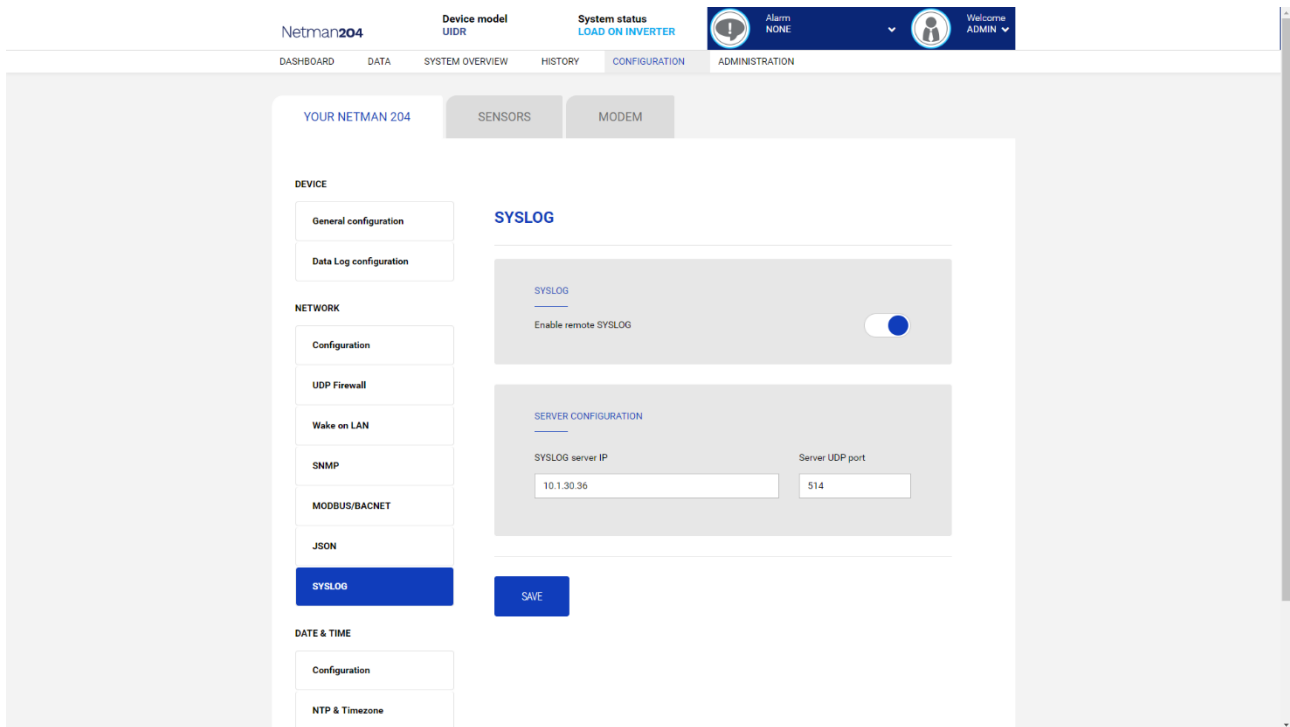 Netman204
Device model
UIDR
System status
LOAD ON INVERTER
Alarm
NONE
Welcome
ADMIN
DASHBOARD DATA SYSTEM OVERVIEW HISTORY CONFIGURATION ADMINISTRATION
YOUR NETMAN 204 SENSORS MODEM
DEVICE
General configuration
Data Log configuration
NETWORK
Configuration
UDP Firewall
Wake on LAN
SNMP
MODBUS/BACNET
JSON
SYSLOG
DATE & TIME
Configuration
NTP & Timezone
SYSLOG
SYSLOG
Enable remote SYSLOG
SERVER CONFIGURATION
SYSLOG server IP Server UDP port
10.1.30.36 514
SAVE